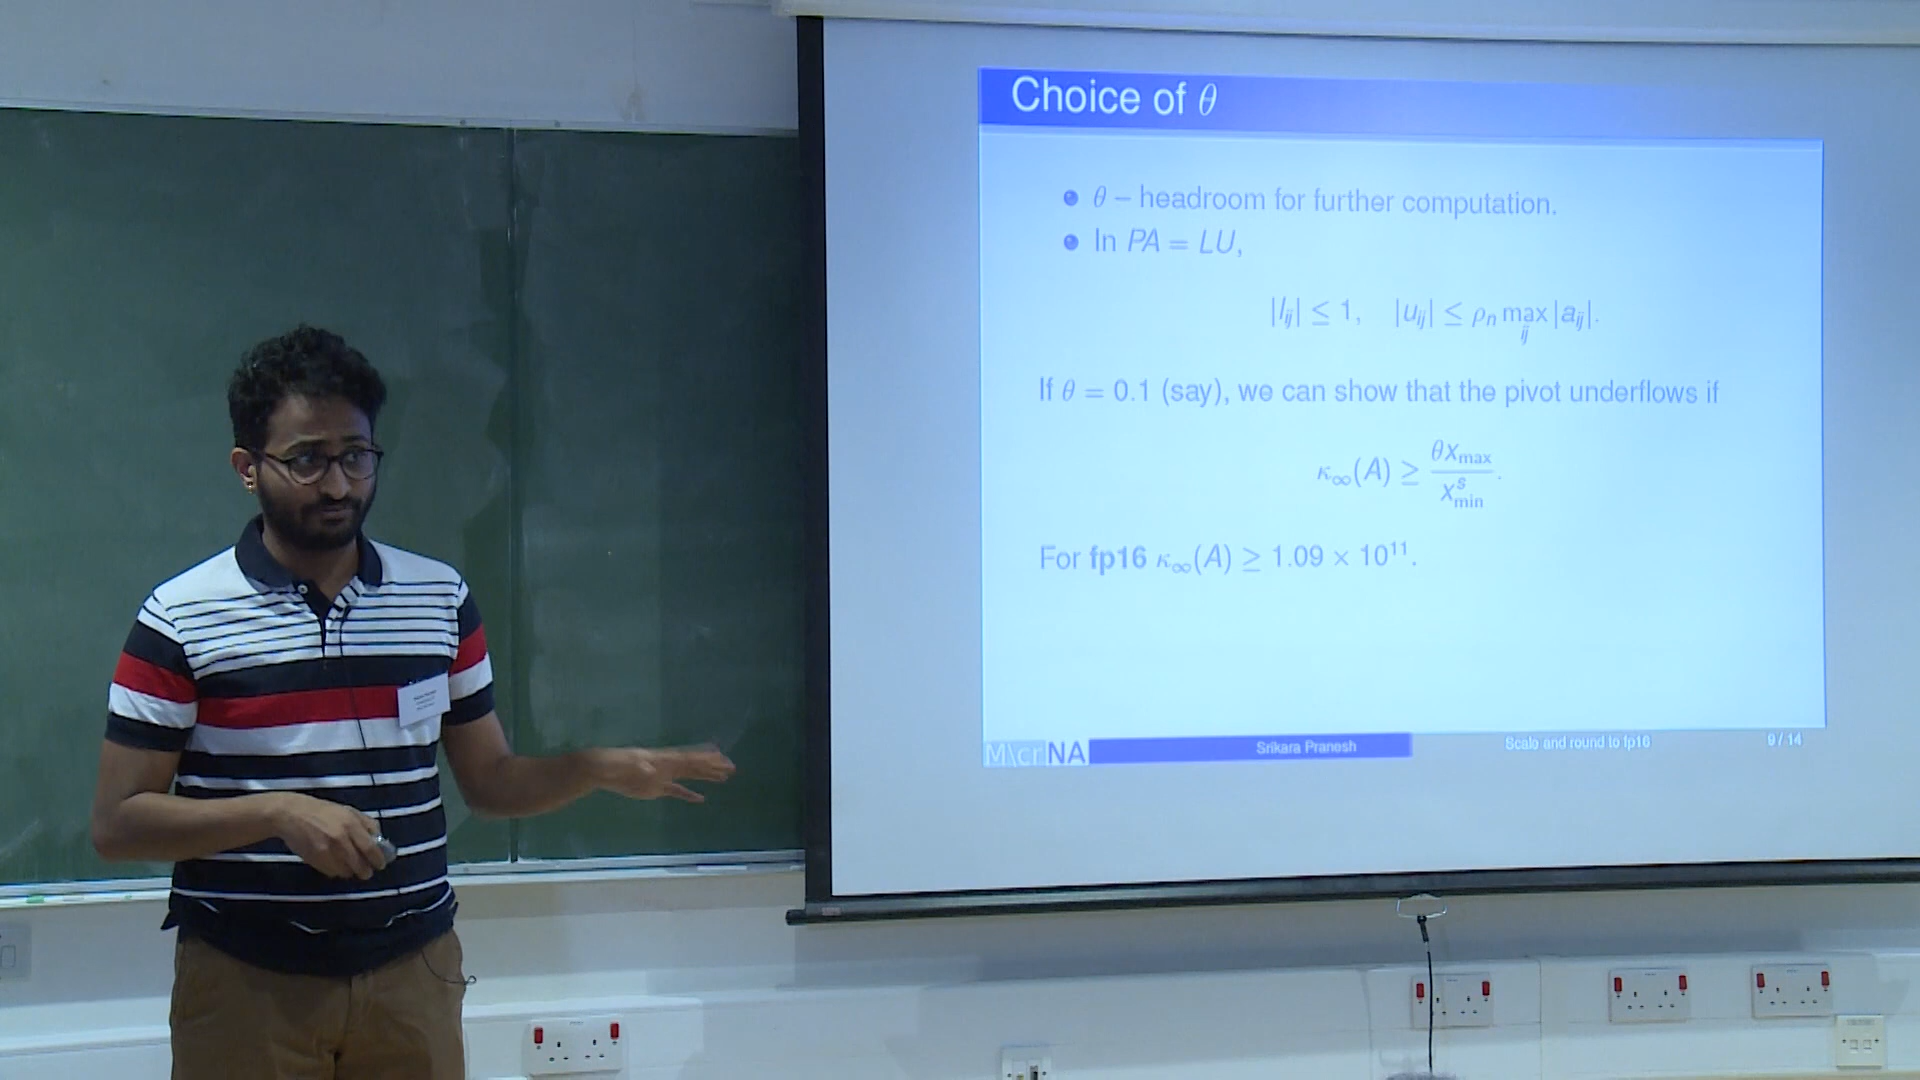 Choice of θ
θ – headroom for further computation.
In PA = LU,
|l_ij| ≤ 1, |u_ij| ≤ ρ_n max_ij |a_ij|.
If θ = 0.1 (say), we can show that the pivot underflows if
κ_∞(A) ≥ θx_max / x^s_min.
For fp16 κ_∞(A) ≥ 1.09 × 10^11.
M\cr NA Srikara Pranesh Scale and round to fp16 9 / 14